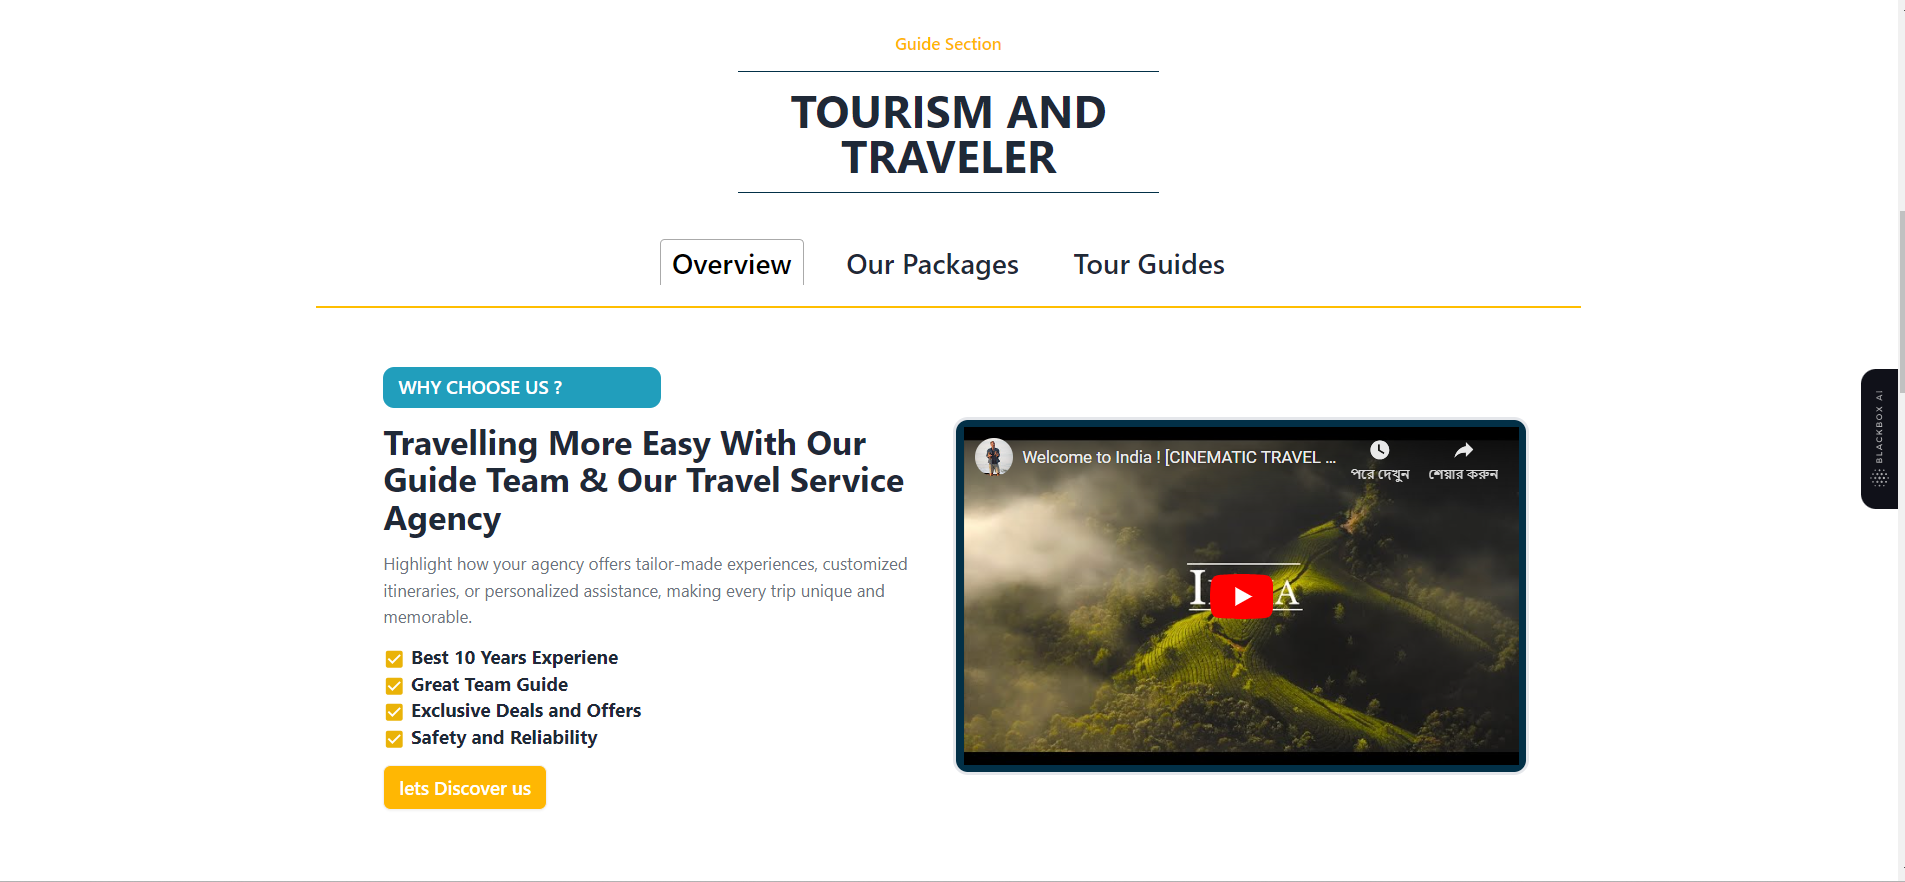 Guide Section
TOURISM AND
TRAVELER
Overview
Our Packages
Tour Guides
WHY CHOOSE US ?
Travelling More Easy With Our
Guide Team & Our Travel Service
Agency
Highlight how your agency offers tailor-made experiences, customized
itineraries, or personalized assistance, making every trip unique and
memorable.
Best 10 Years Experiene
Great Team Guide
Exclusive Deals and Offers
Safety and Reliability
lets Discover us
Welcome to India ! [CINEMATIC TRAVEL ...
পরে দেখুন
শেয়ার করুন
BLACKBOX AI